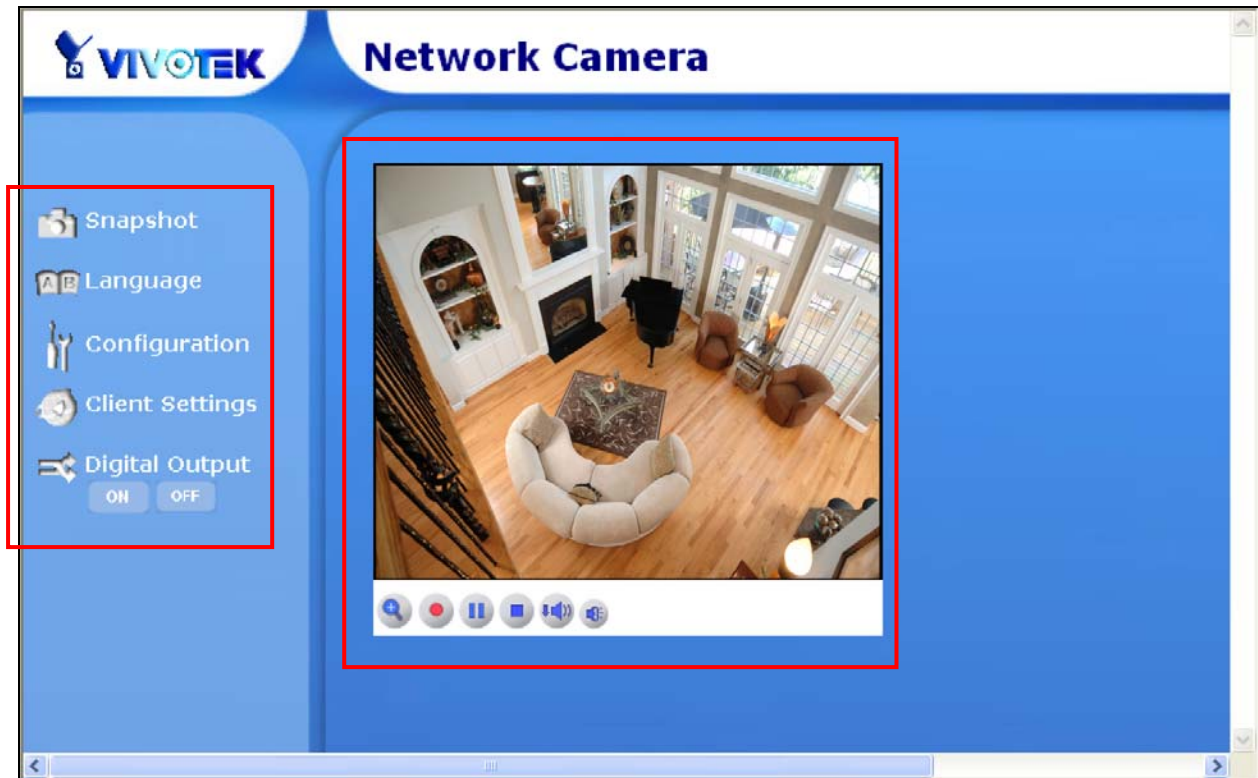 VIVOTEK
Network Camera
Snapshot
A B Language
Configuration
Client Settings
Digital Output
ON OFF